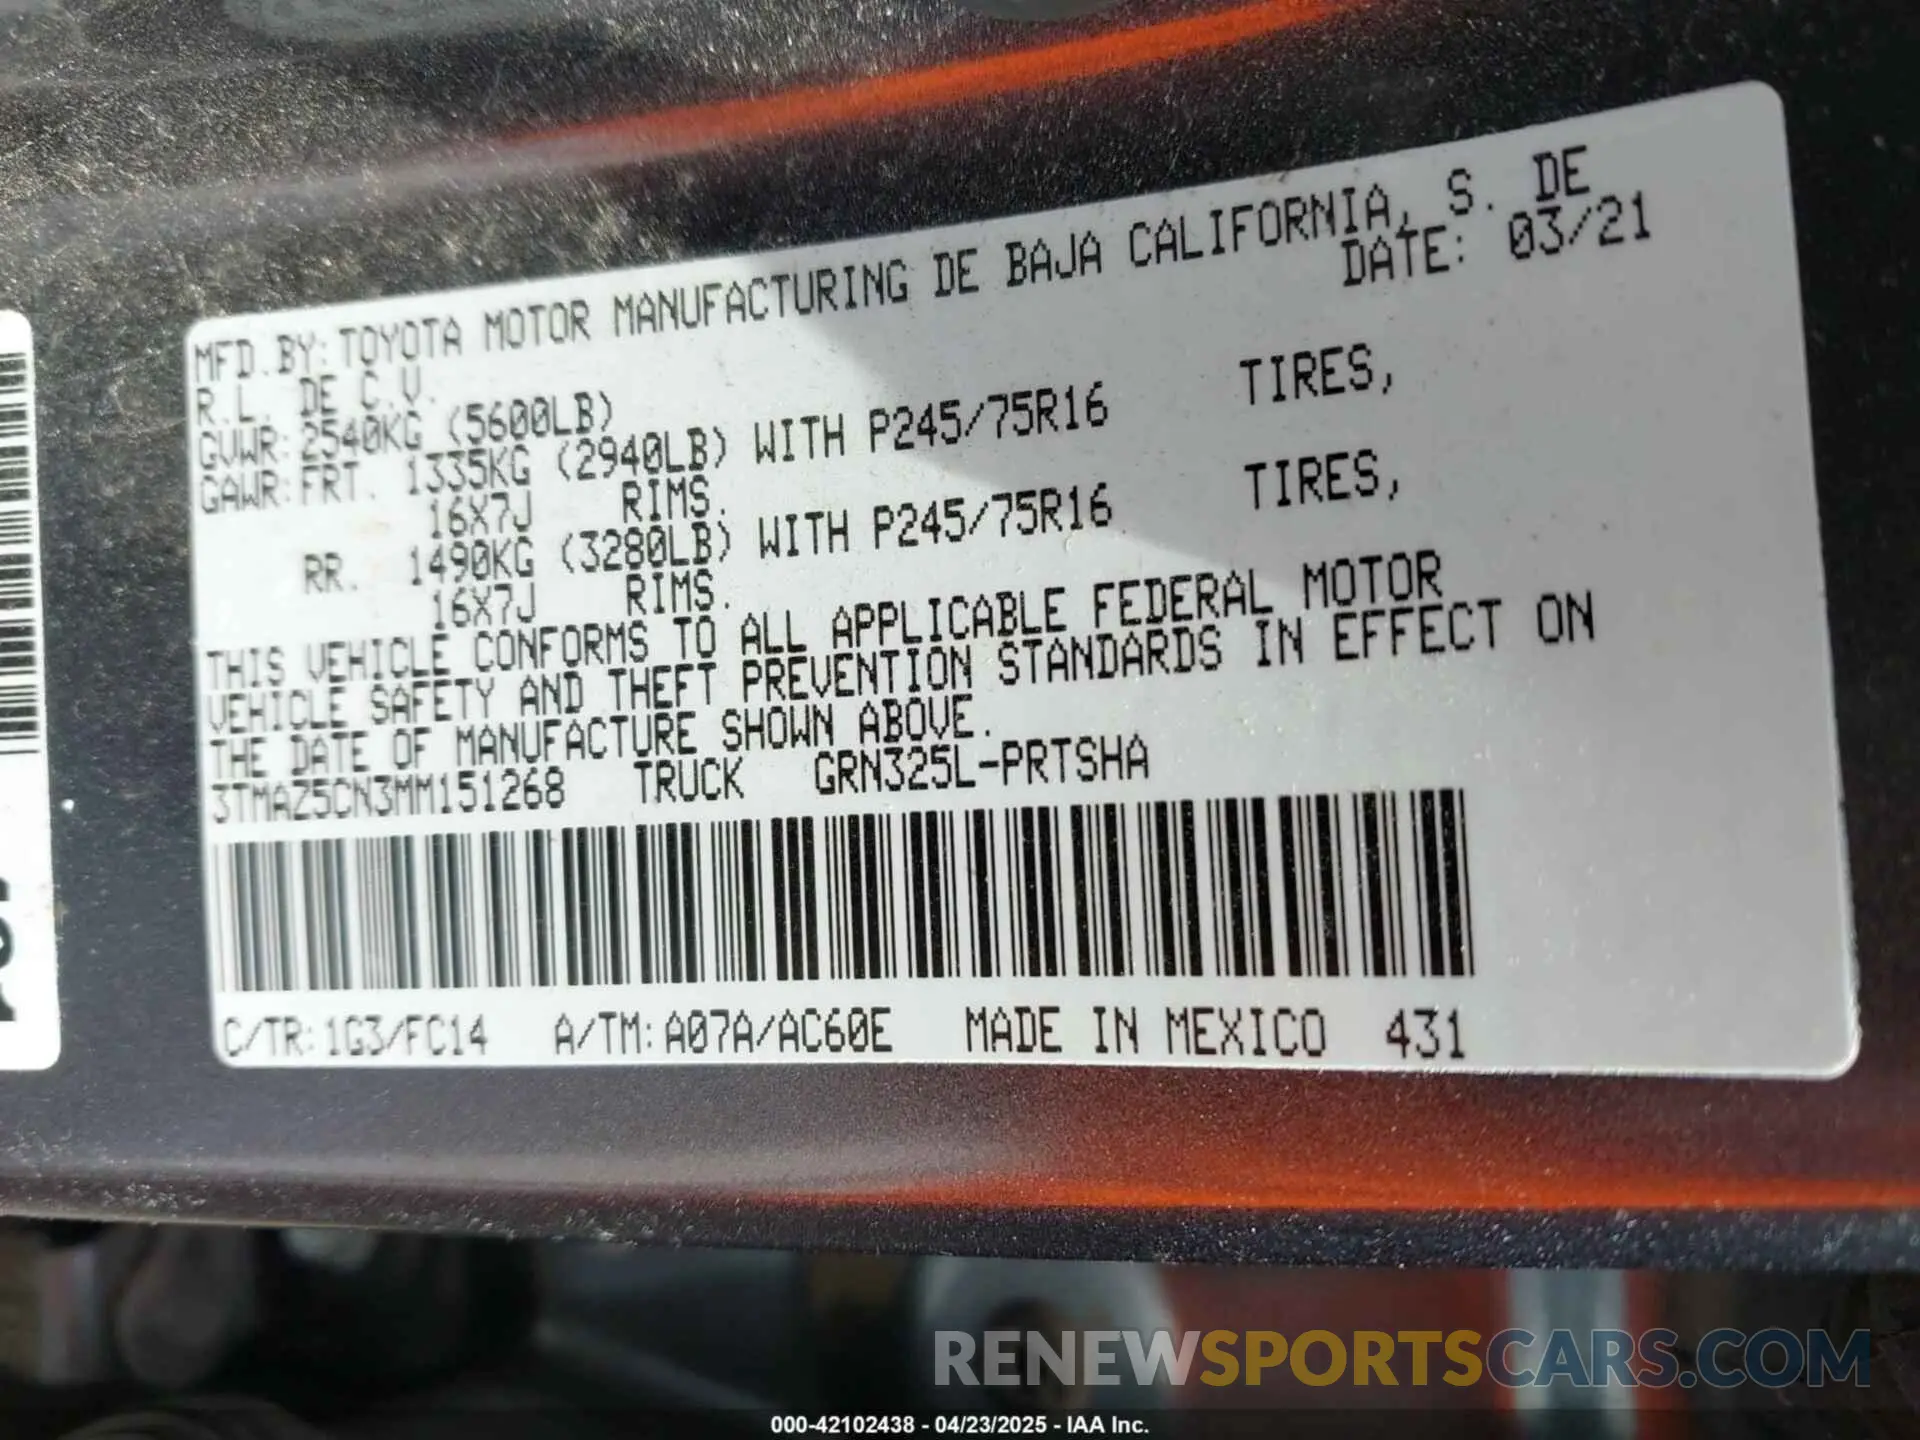 MFD.BY:TOYOTA MOTOR MANUFACTURING DE BAJA CALIFORNIA, S. DE
R.L. DE C.V. DATE: 03/21
GVWR:2540KG (5600LB)
GAWR:FRT. 1335KG (2940LB) WITH P245/75R16 TIRES,
16X7J RIMS.
RR. 1490KG (3280LB) WITH P245/75R16 TIRES,
16X7J RIMS.
THIS VEHICLE CONFORMS TO ALL APPLICABLE FEDERAL MOTOR
VEHICLE SAFETY AND THEFT PREVENTION STANDARDS IN EFFECT ON
THE DATE OF MANUFACTURE SHOWN ABOVE.
3TMAZ5CN3MM151268 TRUCK GRN325L-PRTSHA
C/TR:1G3/FC14 A/TM:A07A/AC60E MADE IN MEXICO 431
RENEWSPORTSCARS.COM
000-42102438 - 04/23/2025 - IAA Inc.